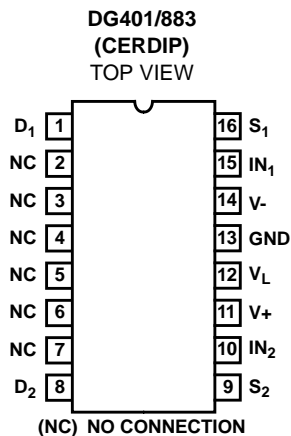 DG401/883
(CERDIP)
TOP VIEW
D1 1 16 S1
NC 2 15 IN1
NC 3 14 V-
NC 4 13 GND
NC 5 12 VL
NC 6 11 V+
NC 7 10 IN2
D2 8 9 S2
(NC) NO CONNECTION